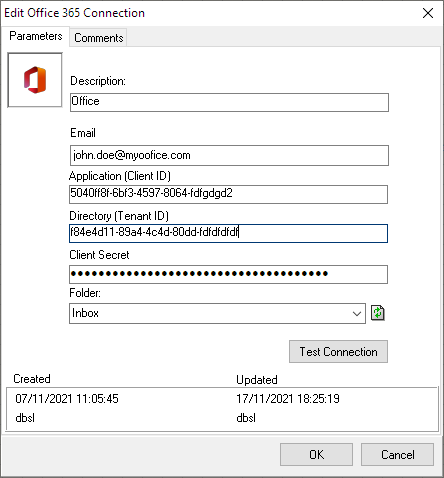 Edit Office 365 Connection
Parameters
Comments
Description:
Office
Email
john.doe@myoofice.com
Application (Client ID)
5040ff8f-6bf3-4597-8064-fdfgdgd2
Directory (Tenant ID)
f84e4d11-89a4-4c4d-80dd-fdfdfdfdf
Client Secret
●●●●●●●●●●●●●●●●●●●●●●●●●●●●●●●●●●●●●
Folder:
Inbox
Test Connection
Created Updated
07/11/2021 11:05:45 17/11/2021 18:25:19
dbsl dbsl
OK Cancel